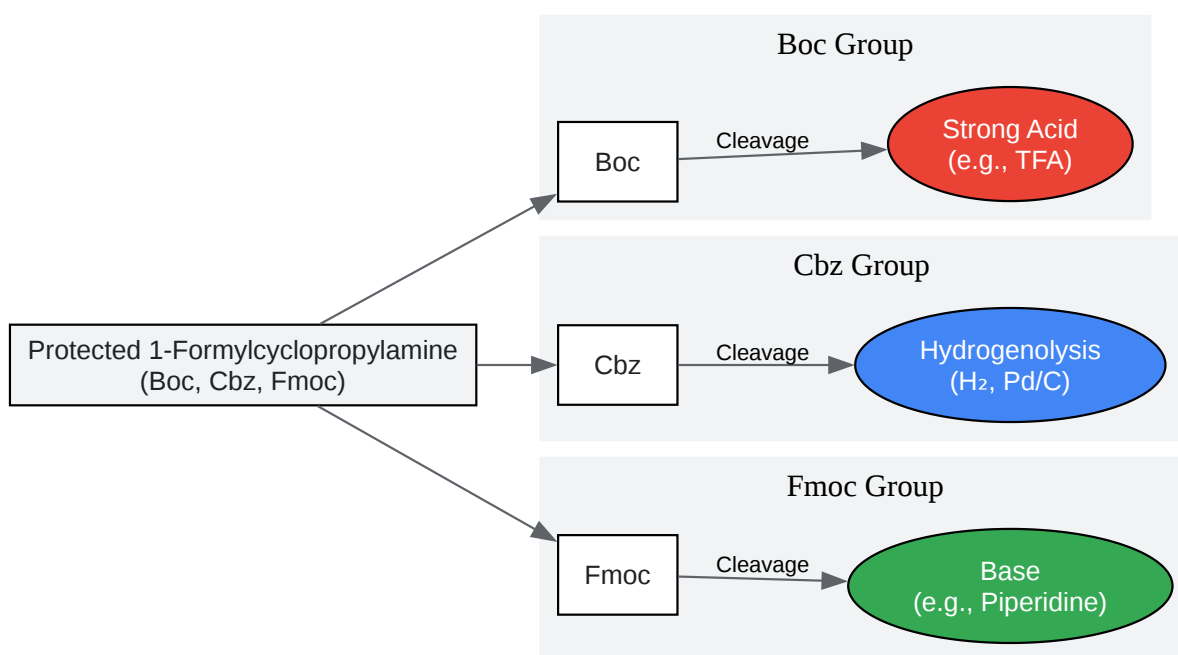 Boc Group
Boc
Cleavage
Strong Acid
(e.g., TFA)
Cbz Group
Protected 1-Formylcyclopropylamine
(Boc, Cbz, Fmoc)
Cbz
Cleavage
Hydrogenolysis
(H₂, Pd/C)
Fmoc Group
Fmoc
Cleavage
Base
(e.g., Piperidine)